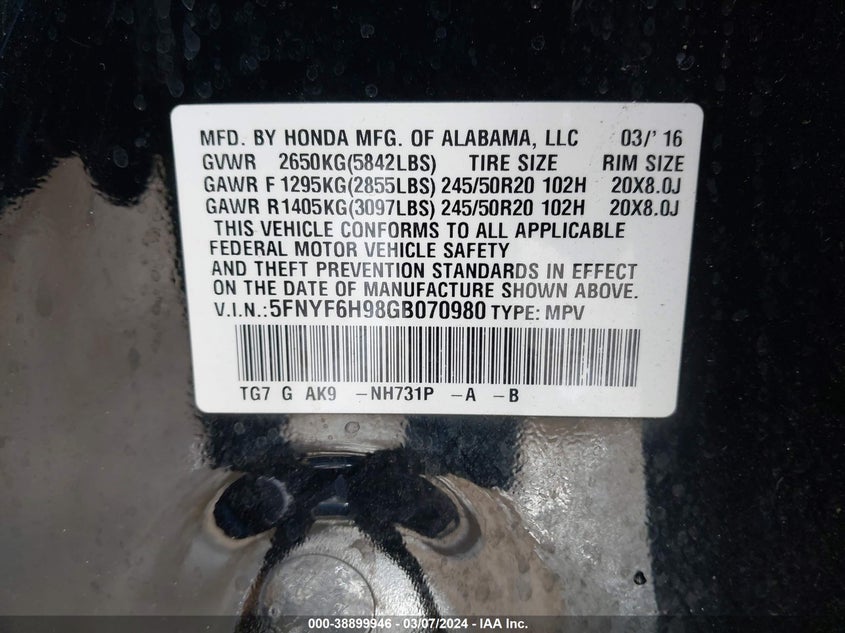 MFD. BY HONDA MFG. OF ALABAMA, LLC 03/' 16
GVWR 2650KG(5842LBS) TIRE SIZE RIM SIZE
GAWR F 1295KG(2855LBS) 245/50R20 102H 20X8.0J
GAWR R1405KG(3097LBS) 245/50R20 102H 20X8.0J
THIS VEHICLE CONFORMS TO ALL APPLICABLE
FEDERAL MOTOR VEHICLE SAFETY
AND THEFT PREVENTION STANDARDS IN EFFECT
ON THE DATE OF MANUFACTURE SHOWN ABOVE.
V.I.N.:5FNYF6H98GB070980 TYPE: MPV
TG7 G AK9 -NH731P -A -B
000-38899946 - 03/07/2024 - IAA Inc.